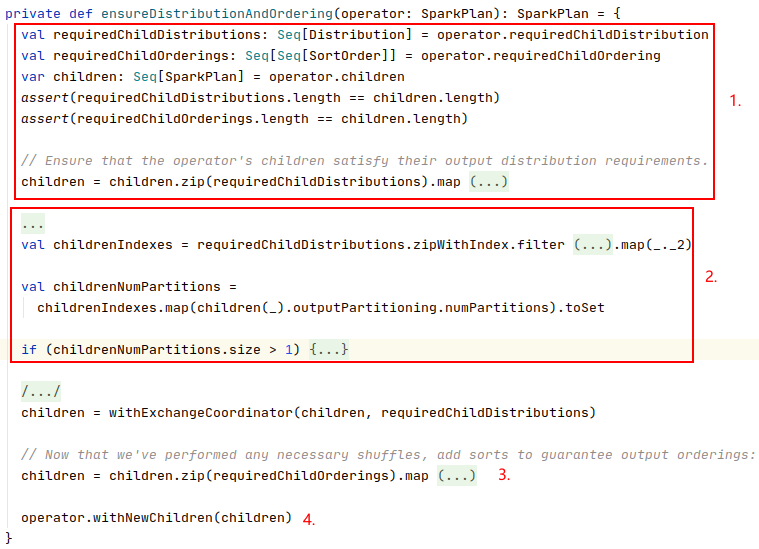 private def ensureDistributionAndOrdering(operator: SparkPlan): SparkPlan = {
val requiredChildDistributions: Seq[Distribution] = operator.requiredChildDistribution
val requiredChildOrderings: Seq[Seq[SortOrder]] = operator.requiredChildOrdering
var children: Seq[SparkPlan] = operator.children
assert(requiredChildDistributions.length == children.length)
1.
assert(requiredChildOrderings.length == children.length)
// Ensure that the operator's children satisfy their output distribution requirements.
children = children.zip(requiredChildDistributions).map (...)
...
val childrenIndexes = requiredChildDistributions.zipWithIndex.filter (...).map(_._2)
2.
val childrenNumPartitions =
childrenIndexes.map(children(_).outputPartitioning.numPartitions).toSet
if (childrenNumPartitions.size > 1) {...}
/.../
children = withExchangeCoordinator(children, requiredChildDistributions)
// Now that we've performed any necessary shuffles, add sorts to guarantee output orderings:
children = children.zip(requiredChildOrderings).map (...) 3.
operator.withNewChildren(children) 4.
}